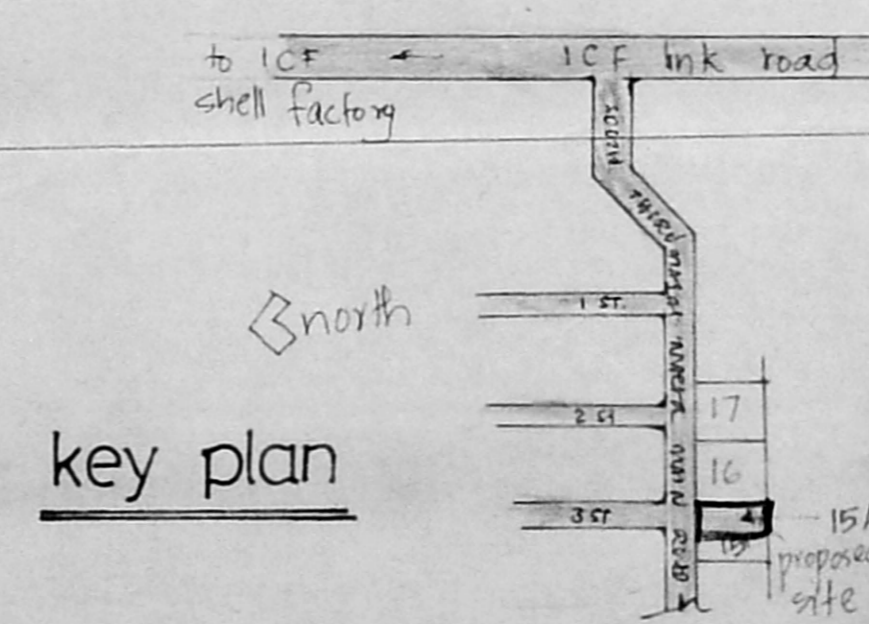 to ICF
ICF link road
shell factory
north
1 ST.
2 ST
3 ST
MAIN
17
16
15
key plan
proposed
site